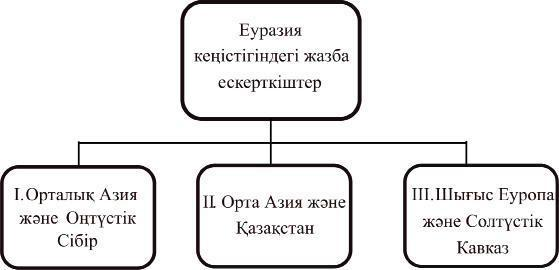 Еуразия
кеңістігіндегі жазба
ескерткіштер
I.Орталық Азия
және Оңтүстік
Сібір
II. Орта Азия және
Қазақстан
III.Шығыс Еуропа
және Солтүстік
Кавказ